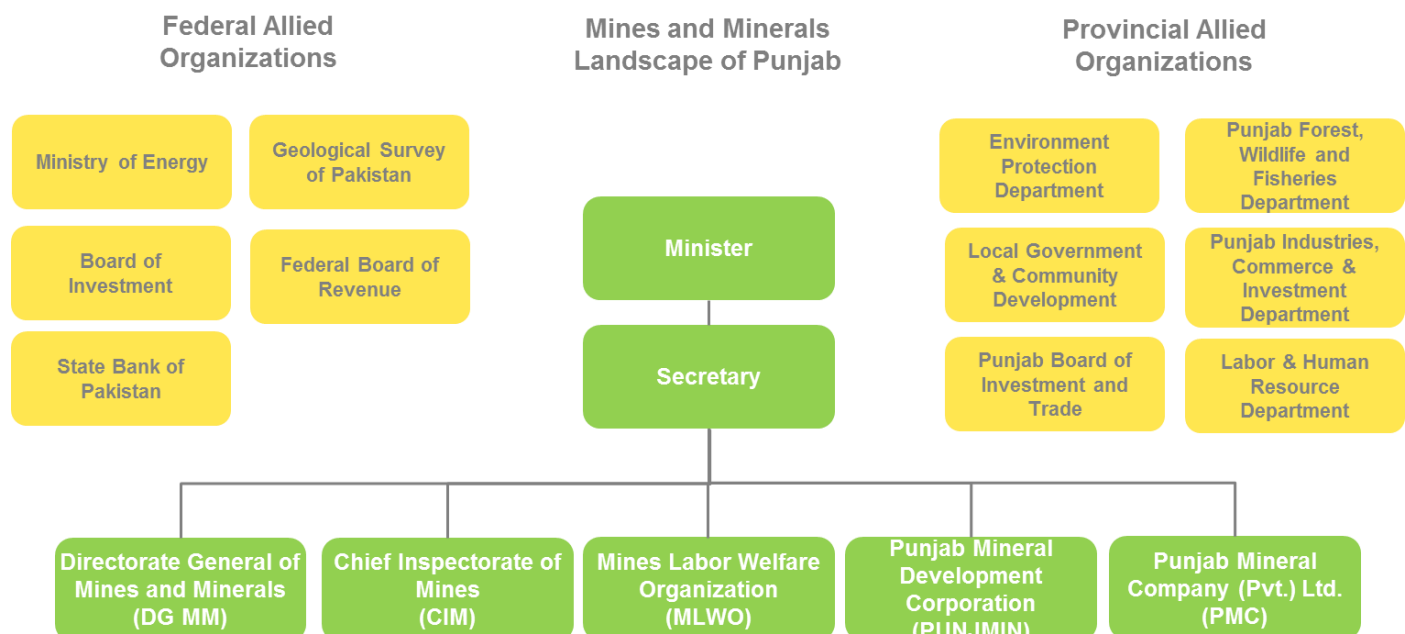 Federal Allied
Organizations
Mines and Minerals
Landscape of Punjab
Provincial Allied
Organizations
Ministry of Energy
Geological Survey
of Pakistan
Board of
Investment
Federal Board of
Revenue
State Bank of
Pakistan
Minister
Secretary
Environment
Protection
Department
Punjab Forest,
Wildlife and
Fisheries
Department
Local Government
& Community
Development
Punjab Industries,
Commerce &
Investment
Department
Punjab Board of
Investment and
Trade
Labor & Human
Resource
Department
Directorate General of
Mines and Minerals
(DG MM)
Chief Inspectorate of
Mines
(CIM)
Mines Labor Welfare
Organization
(MLWO)
Punjab Mineral
Development
Corporation
(PUNJMIN)
Punjab Mineral
Company (Pvt.) Ltd.
(PMC)